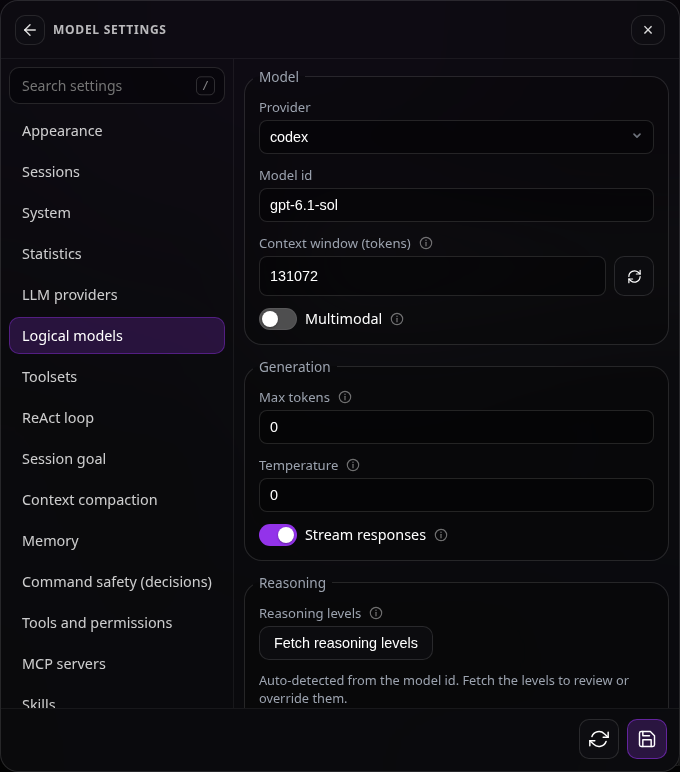 MODEL SETTINGS
Search settings /
Appearance
Sessions
System
Statistics
LLM providers
Logical models
Toolsets
ReAct loop
Session goal
Context compaction
Memory
Command safety (decisions)
Tools and permissions
MCP servers
Skills
Model
Provider
codex
Model id
gpt-6.1-sol
Context window (tokens)
131072
Multimodal
Generation
Max tokens
0
Temperature
0
Stream responses
Reasoning
Reasoning levels
Fetch reasoning levels
Auto-detected from the model id. Fetch the levels to review or
override them.